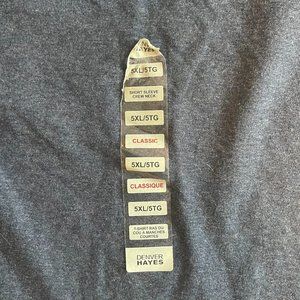 HAYES
5XL/5TG
SHORT SLEEVE
CREW NECK
5XL/5TG
CLASSIC
5XL/5TG
CLASSIQUE
5XL/5TG
T-SHIRT RAS DU
COU À MANCHES
COURTES
DENVER
HAYES